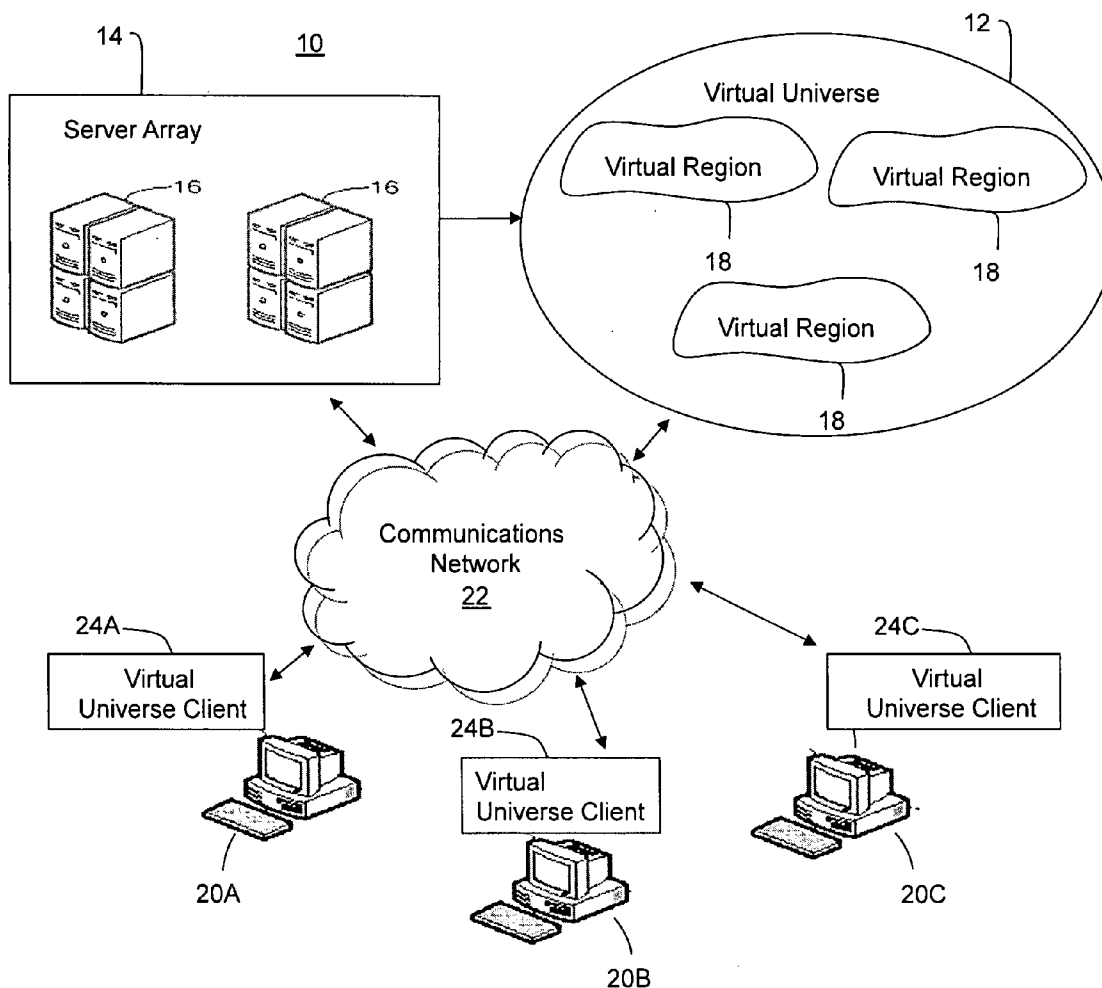 14
10
12
Server Array
16
16
Virtual Universe
Virtual Region
Virtual Region
18
18
Virtual Region
18
Communications
Network
22
24A
Virtual
Universe Client
20A
24B
Virtual
Universe Client
20B
24C
Virtual
Universe Client
20C